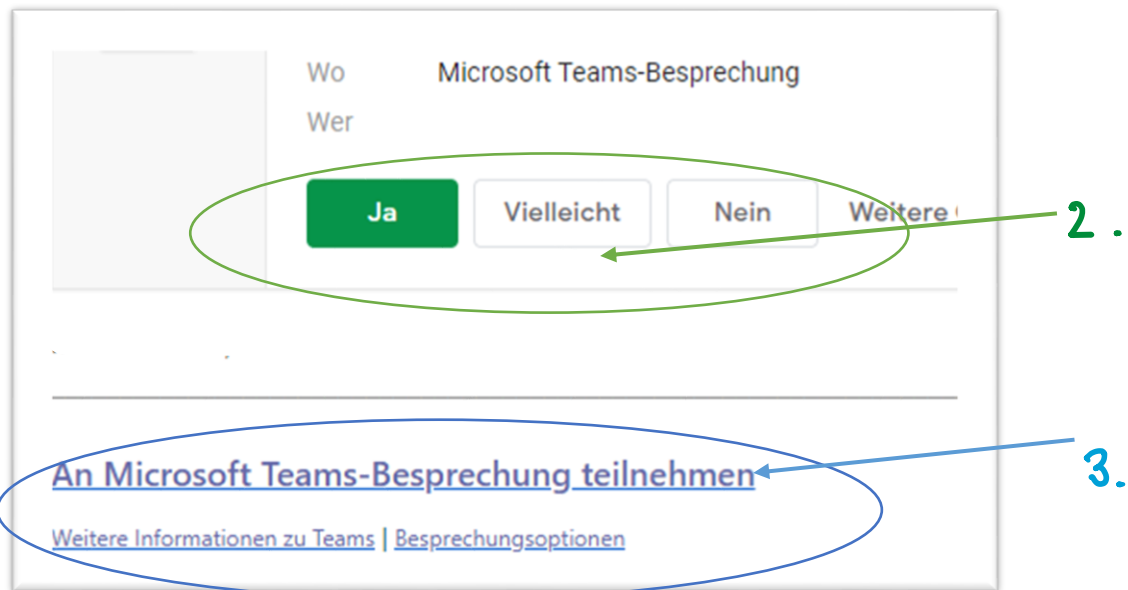 Wo Microsoft Teams-Besprechung
Wer
Ja Vielleicht Nein Weitere
2.
An Microsoft Teams-Besprechung teilnehmen
3.
Weitere Informationen zu Teams | Besprechungsoptionen